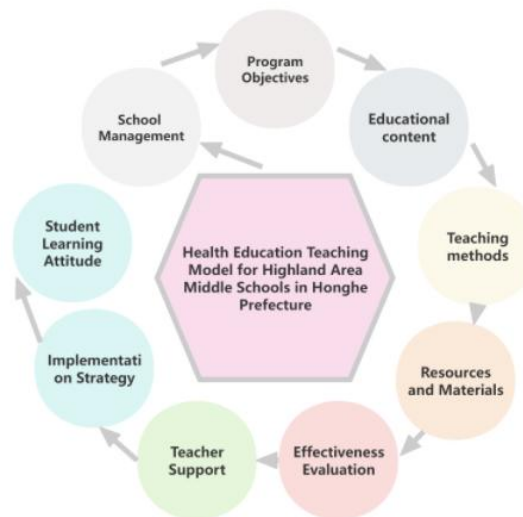 Program
Objectives
Educational
content
Teaching
methods
Resources
and Materials
Effectiveness
Evaluation
Teacher
Support
Implementati
on Strategy
Student
Learning
Attitude
School
Management
Health Education Teaching
Model for Highland Area
Middle Schools in Honghe
Prefecture